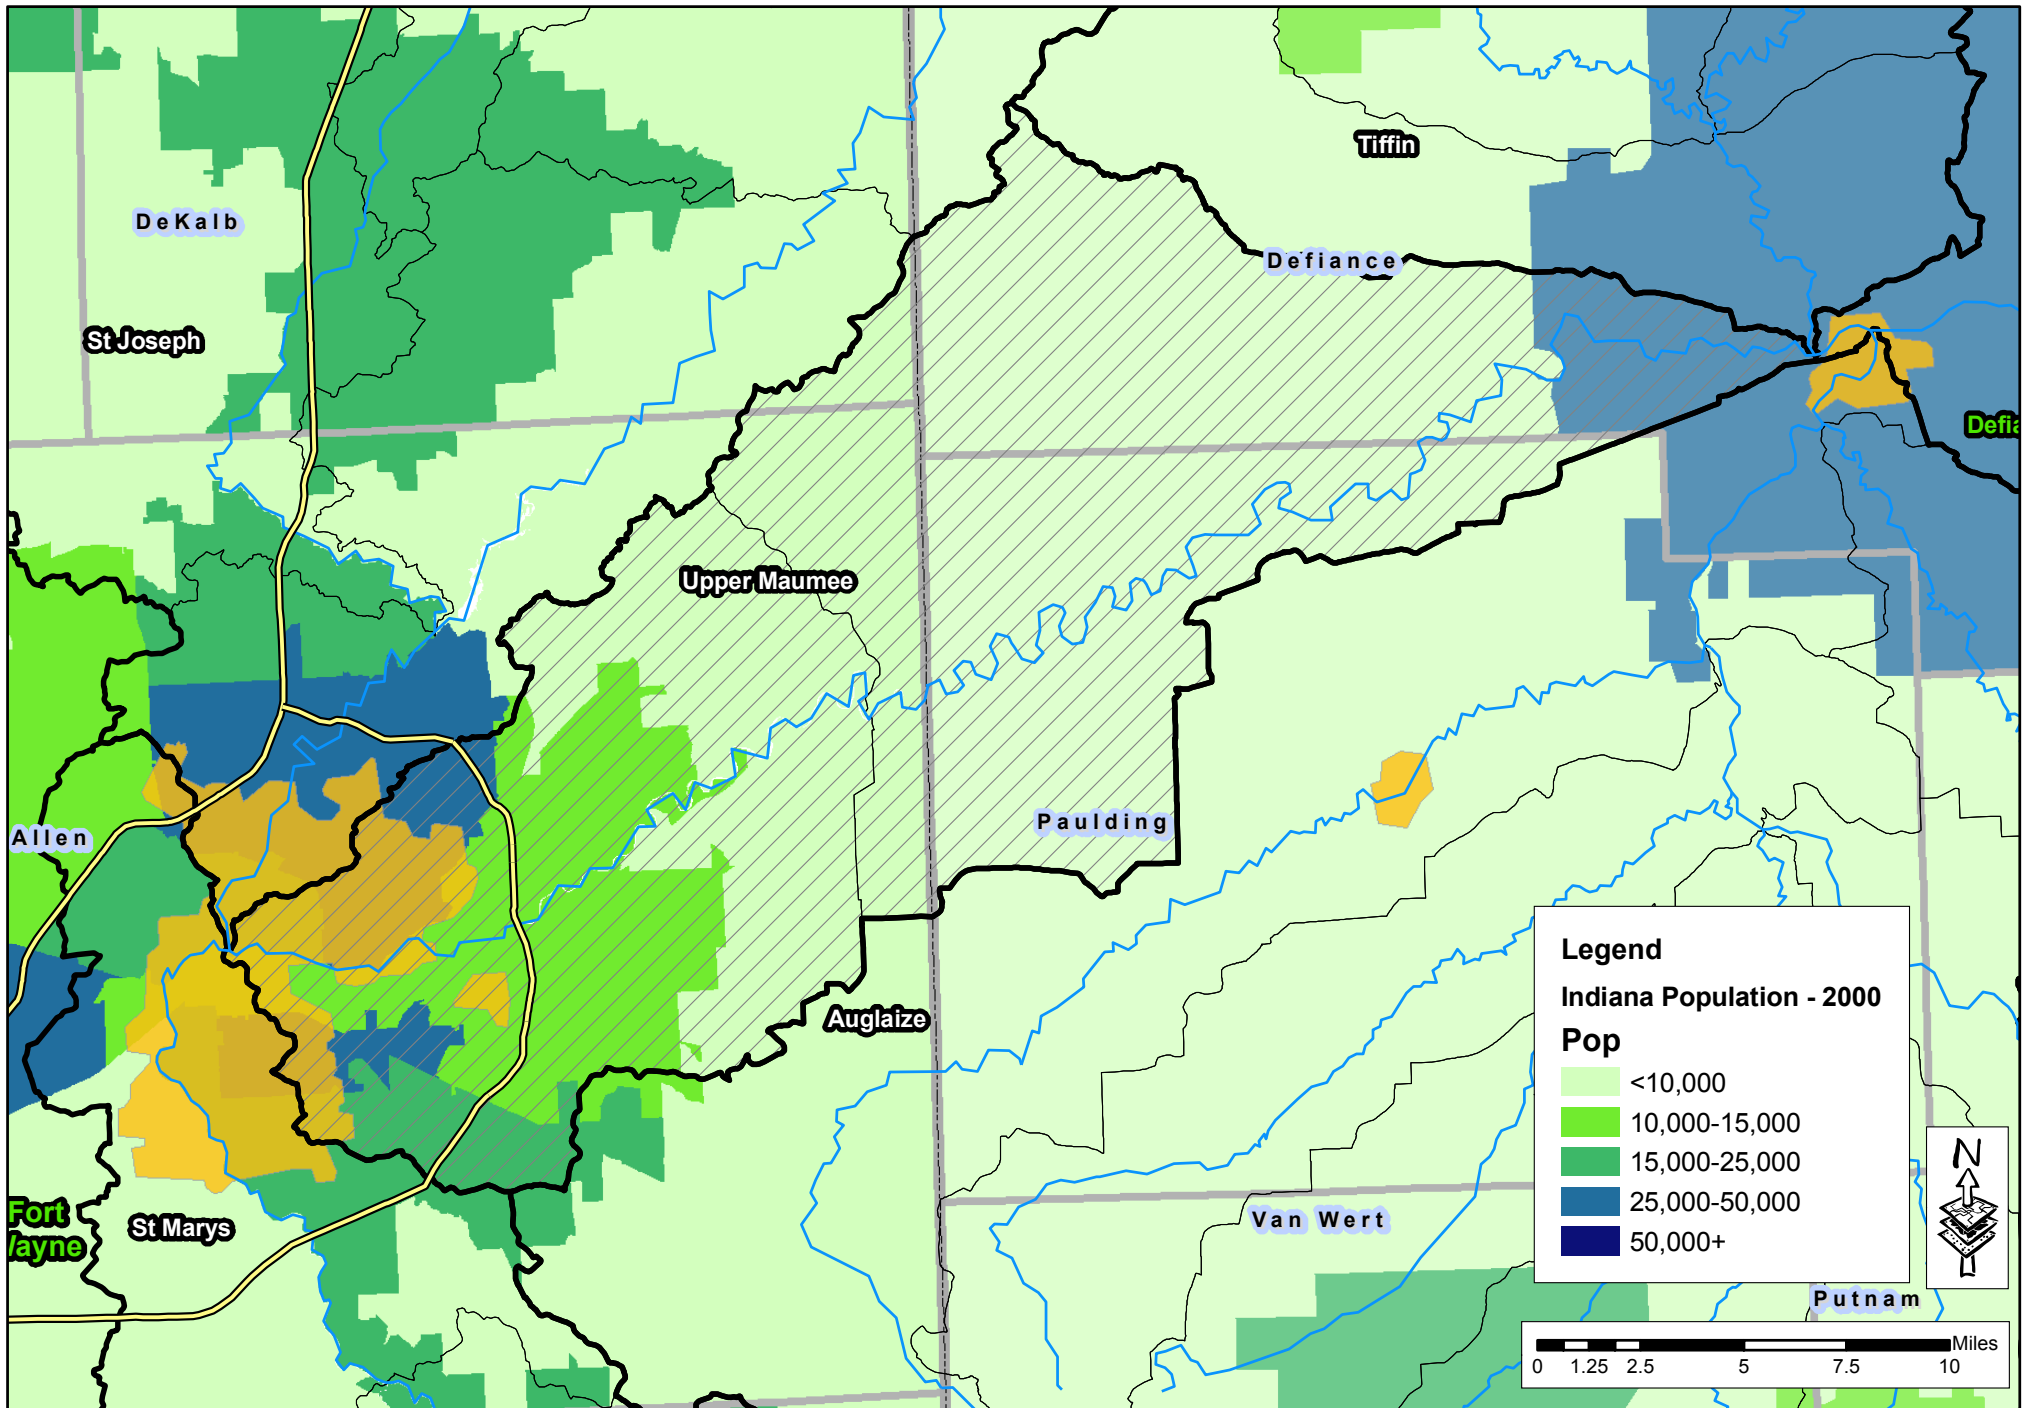 Tiffin
DeKalb
Defiance
St Joseph
Defia
Upper Maumee
Allen
Paulding
Auglaize
Fort
Wayne
St Marys
Van Wert
Putnam
Legend
Indiana Population - 2000
Pop
<10,000
10,000-15,000
15,000-25,000
25,000-50,000
50,000+
N
Miles
0 1.25 2.5 5 7.5 10